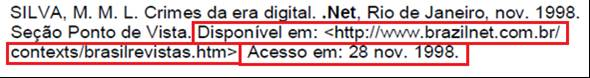 SILVA, M. M. L. Crimes da era digital. .Net, Rio de Janeiro, nov. 1998.
Seção Ponto de Vista. Disponível em: <http://www.brazilnet.com.br/
contexts/brasilrevistas.htm>. Acesso em: 28 nov. 1998.